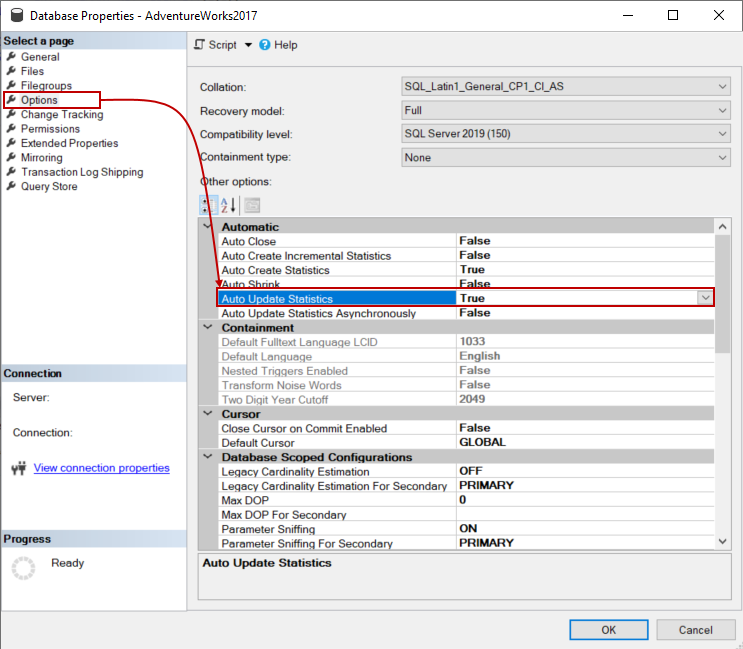 Database Properties - AdventureWorks2017
Select a page
General
Files
Filegroups
Options
Change Tracking
Permissions
Extended Properties
Mirroring
Transaction Log Shipping
Query Store
Connection
Server:
Connection:
View connection properties
Progress
Ready
Script Help
Collation: SQL_Latin1_General_CP1_CI_AS
Recovery model: Full
Compatibility level: SQL Server 2019 (150)
Containment type: None
Other options:
Automatic
Auto Close False
Auto Create Incremental Statistics False
Auto Create Statistics True
Auto Shrink False
Auto Update Statistics True
Auto Update Statistics Asynchronously False
Containment
Default Fulltext Language LCID 1033
Default Language English
Nested Triggers Enabled False
Transform Noise Words False
Two Digit Year Cutoff 2049
Cursor
Close Cursor on Commit Enabled False
Default Cursor GLOBAL
Database Scoped Configurations
Legacy Cardinality Estimation OFF
Legacy Cardinality Estimation For Secondary PRIMARY
Max DOP 0
Max DOP For Secondary
Parameter Sniffing ON
Parameter Sniffing For Secondary PRIMARY
Auto Update Statistics
OK Cancel